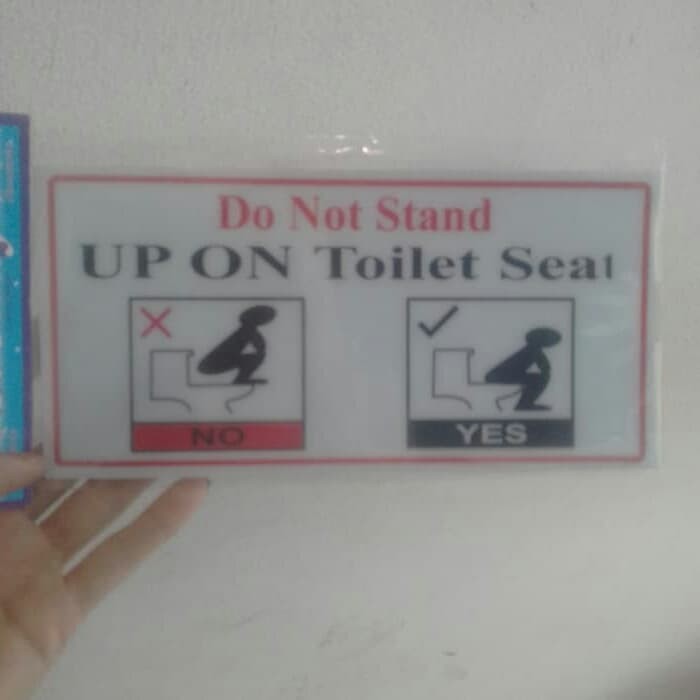 Do Not Stand
UP ON Toilet Seat
NO
YES